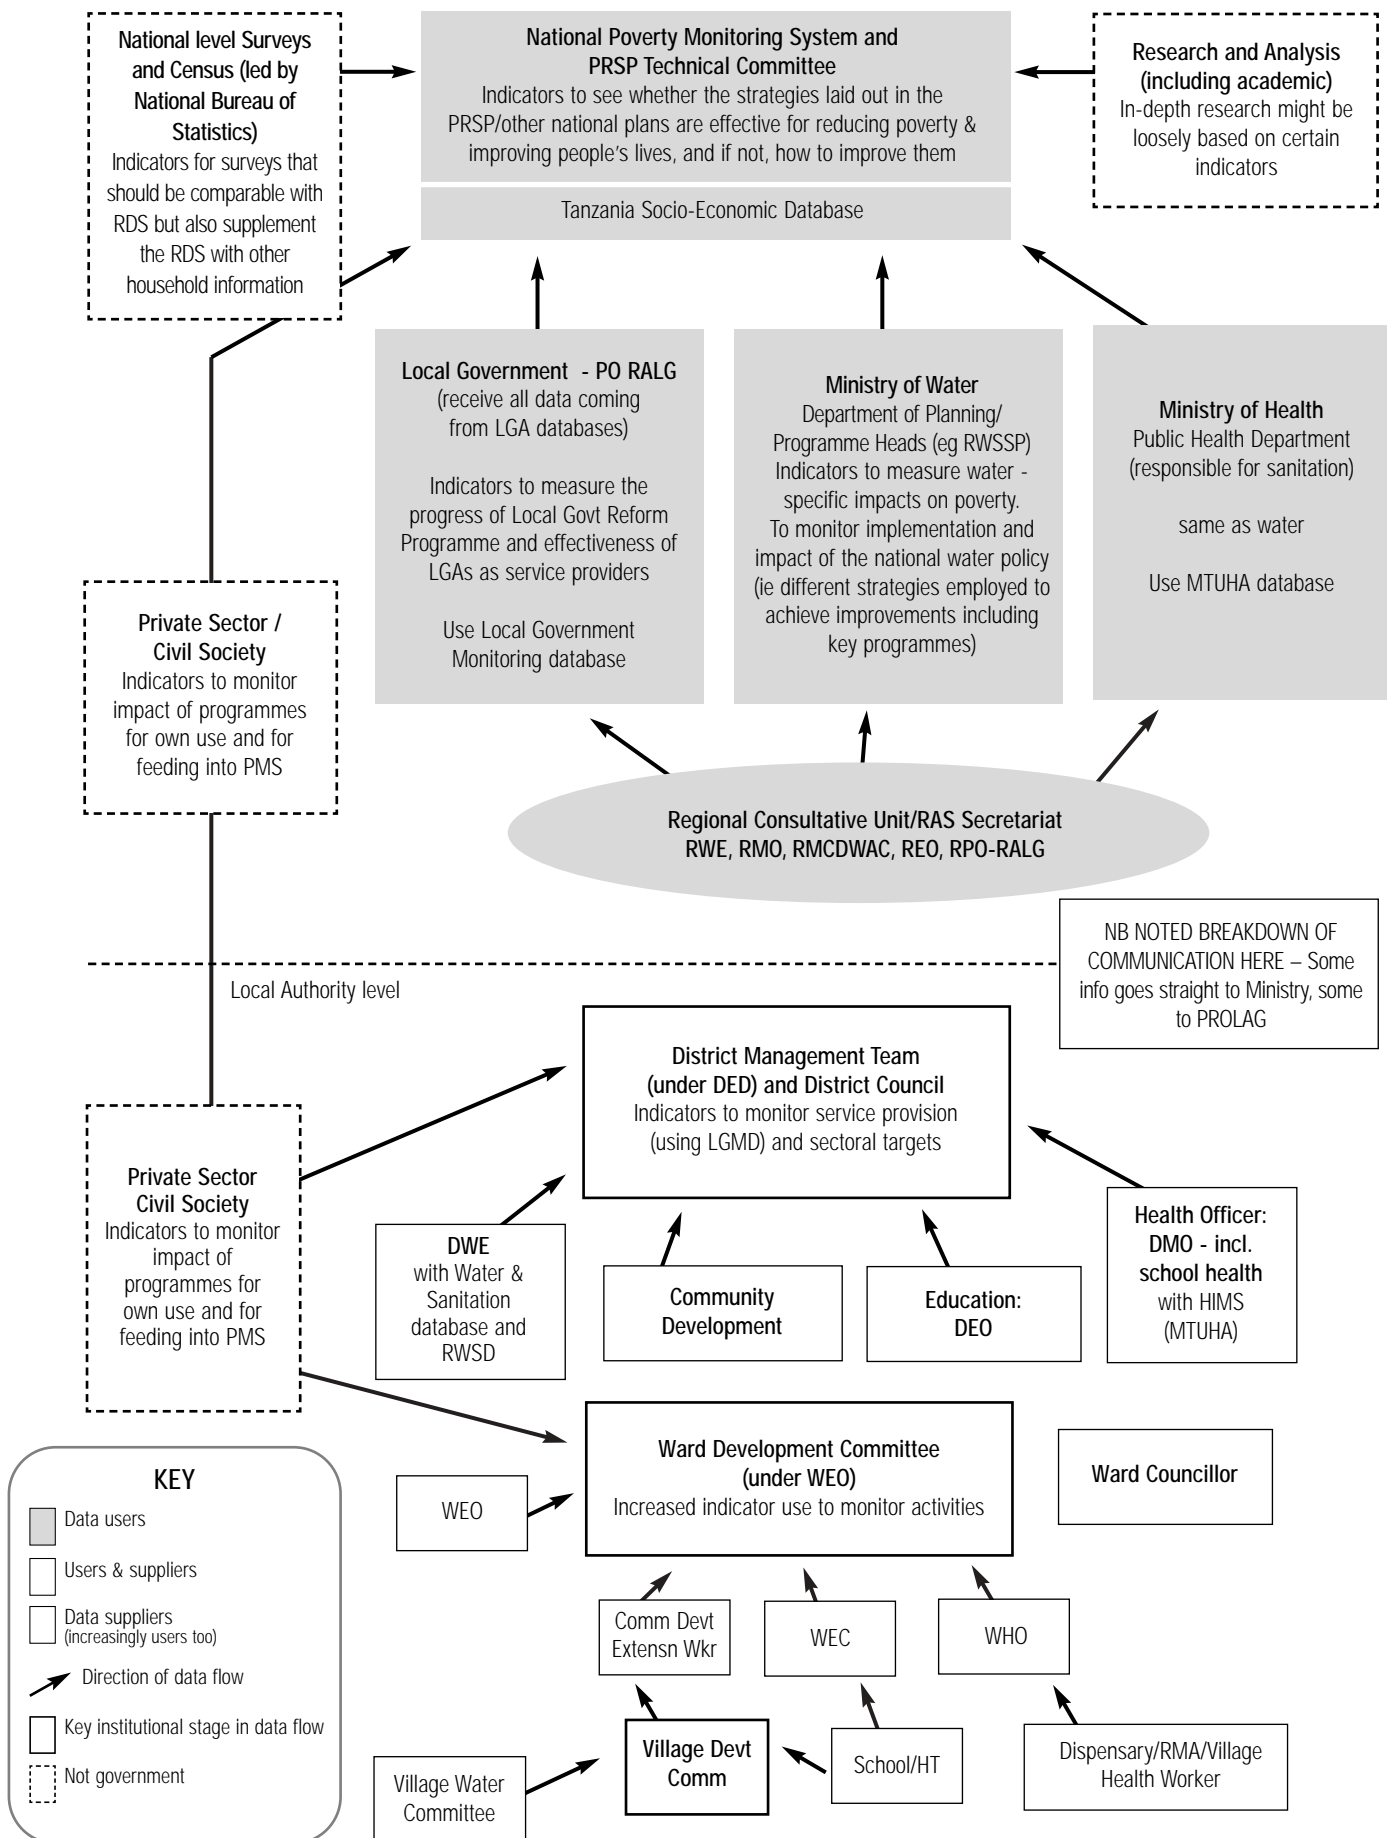 National level Surveys
and Census (led by
National Bureau of
Statistics)
Indicators for surveys that
should be comparable with
RDS but also supplement
the RDS with other
household information
National Poverty Monitoring System and
PRSP Technical Committee
Indicators to see whether the strategies laid out in the
PRSP/other national plans are effective for reducing poverty &
improving people's lives, and if not, how to improve them
Tanzania Socio-Economic Database
Research and Analysis
(including academic)
In-depth research might be
loosely based on certain
indicators
Local Government - PO RALG
(receive all data coming
from LGA databases)
Indicators to measure the
progress of Local Govt Reform
Programme and effectiveness of
LGAs as service providers
Use Local Government
Monitoring database
Ministry of Water
Department of Planning/
Programme Heads (eg RWSSP)
Indicators to measure water -
specific impacts on poverty.
To monitor implementation and
impact of the national water policy
(ie different strategies employed to
achieve improvements including
key programmes)
Ministry of Health
Public Health Department
(responsible for sanitation)
same as water
Use MTUHA database
Private Sector /
Civil Society
Indicators to monitor
impact of programmes
for own use and for
feeding into PMS
Regional Consultative Unit/RAS Secretariat
RWE, RMO, RMCDWAC, REO, RPO-RALG
NB NOTED BREAKDOWN OF
COMMUNICATION HERE – Some
info goes straight to Ministry, some
to PROLAG
Local Authority level
District Management Team
(under DED) and District Council
Indicators to monitor service provision
(using LGMD) and sectoral targets
Private Sector
Civil Society
Indicators to monitor
impact of
programmes for
own use and for
feeding into PMS
DWE
with Water &
Sanitation
database and
RWSD
Community
Development
Education:
DEO
Health Officer:
DMO - incl.
school health
with HIMS
(MTUHA)
Ward Development Committee
(under WEO)
Increased indicator use to monitor activities
Ward Councillor
WEO
Comm Devt
Extensn Wkr
WEC
WHO
Village Devt
Comm
School/HT
Dispensary/RMA/Village
Health Worker
Village Water
Committee
KEY
Data users
Users & suppliers
Data suppliers
(increasingly users too)
Direction of data flow
Key institutional stage in data flow
Not government